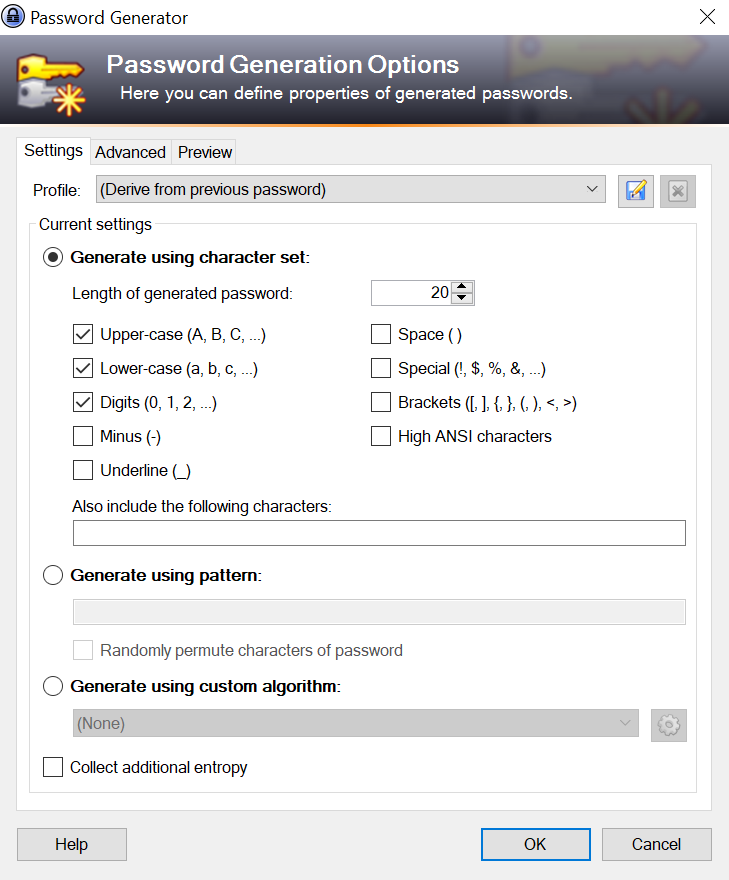 Password Generator
Password Generation Options
Here you can define properties of generated passwords.
Settings Advanced Preview
Profile: (Derive from previous password)
Current settings
Generate using character set:
Length of generated password: 20
Upper-case (A, B, C, ...) Space ( )
Lower-case (a, b, c, ...) Special (!, $, %, &, ...)
Digits (0, 1, 2, ...) Brackets ([, ], {, }, (, ), <, >)
Minus (-) High ANSI characters
Underline (_)
Also include the following characters:
Generate using pattern:
Randomly permute characters of password
Generate using custom algorithm:
(None)
Collect additional entropy
Help OK Cancel